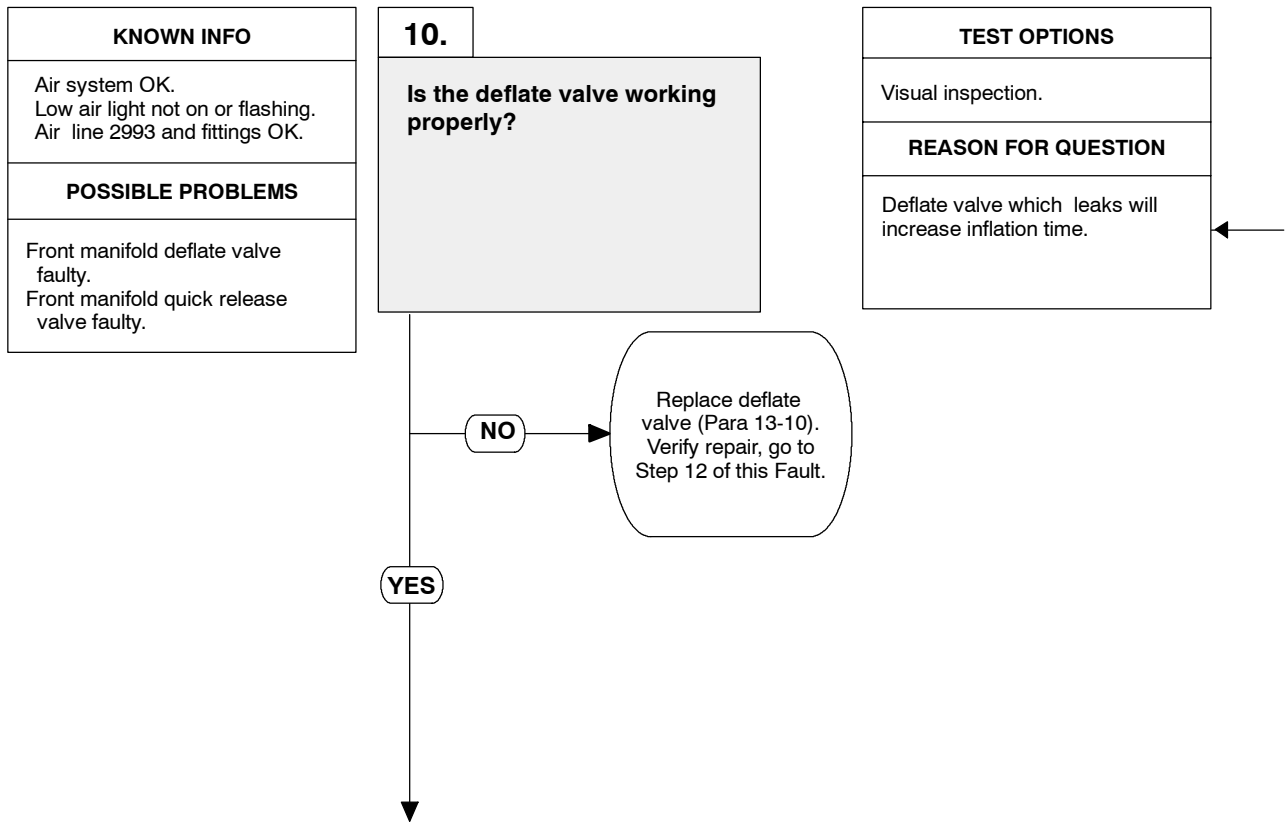 KNOWN INFO
Air system OK.
Low air light not on or flashing.
Air line 2993 and fittings OK.
POSSIBLE PROBLEMS
Front manifold deflate valve
faulty.
Front manifold quick release
valve faulty.
10.
Is the deflate valve working
properly?
TEST OPTIONS
Visual inspection.
REASON FOR QUESTION
Deflate valve which leaks will
increase inflation time.
NO
Replace deflate
valve (Para 13-10).
Verify repair, go to
Step 12 of this Fault.
YES